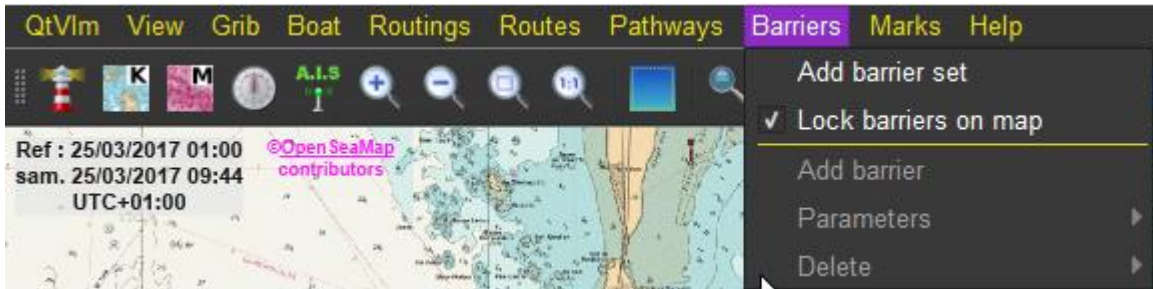 QtVlm View Grib Boat Routings Routes Pathways Barriers Marks Help
K M A.I.S 1:1
Add barrier set
✓ Lock barriers on map
Add barrier
Parameters
Delete
Ref : 25/03/2017 01:00
sam. 25/03/2017 09:44
UTC+01:00
©OpenSeaMap
contributors